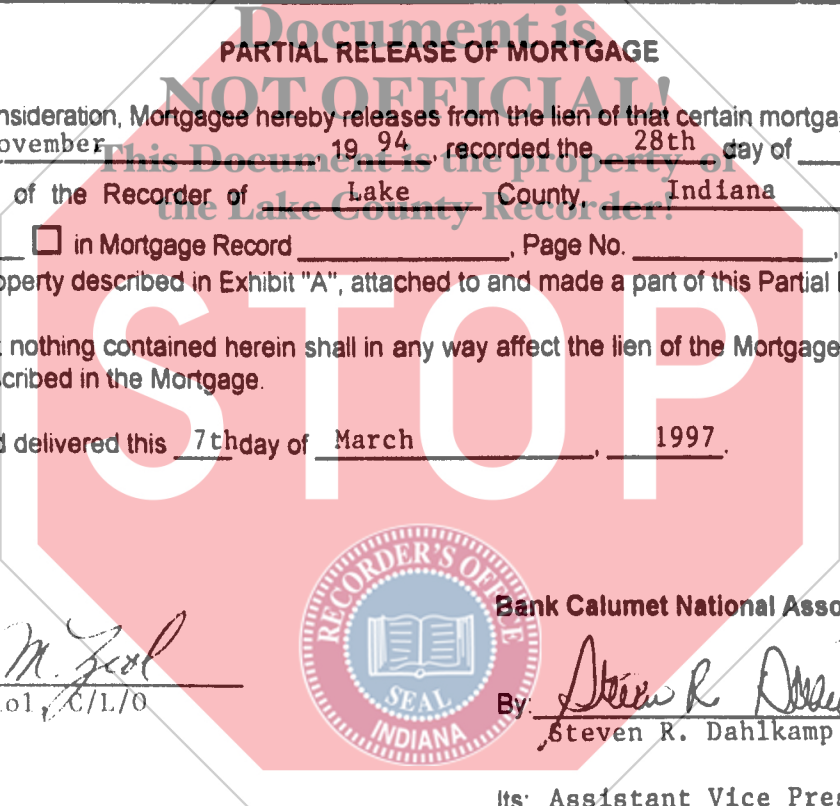 Document is
PARTIAL RELEASE OF MORTGAGE
NOT OFFICIAL!
nsideration, Mortgagee hereby releases from the lien of that certain mortga
ovember , 19 94 , recorded the 28th day of
This Document is the property of
of the Recorder of Lake County, Indiana
the Lake County Recorder!
in Mortgage Record , Page No. ,
operty described in Exhibit "A", attached to and made a part of this Partial
nothing contained herein shall in any way affect the lien of the Mortgage
scribed in the Mortgage.
d delivered this 7th day of March , 1997 .
STOP
RECORDER'S OFFICE
SEAL
INDIANA
Bank Calumet National Asso
M.
ol, C/L/O
By: Steven R
Steven R. Dahlkamp
Its: Assistant Vice Pres